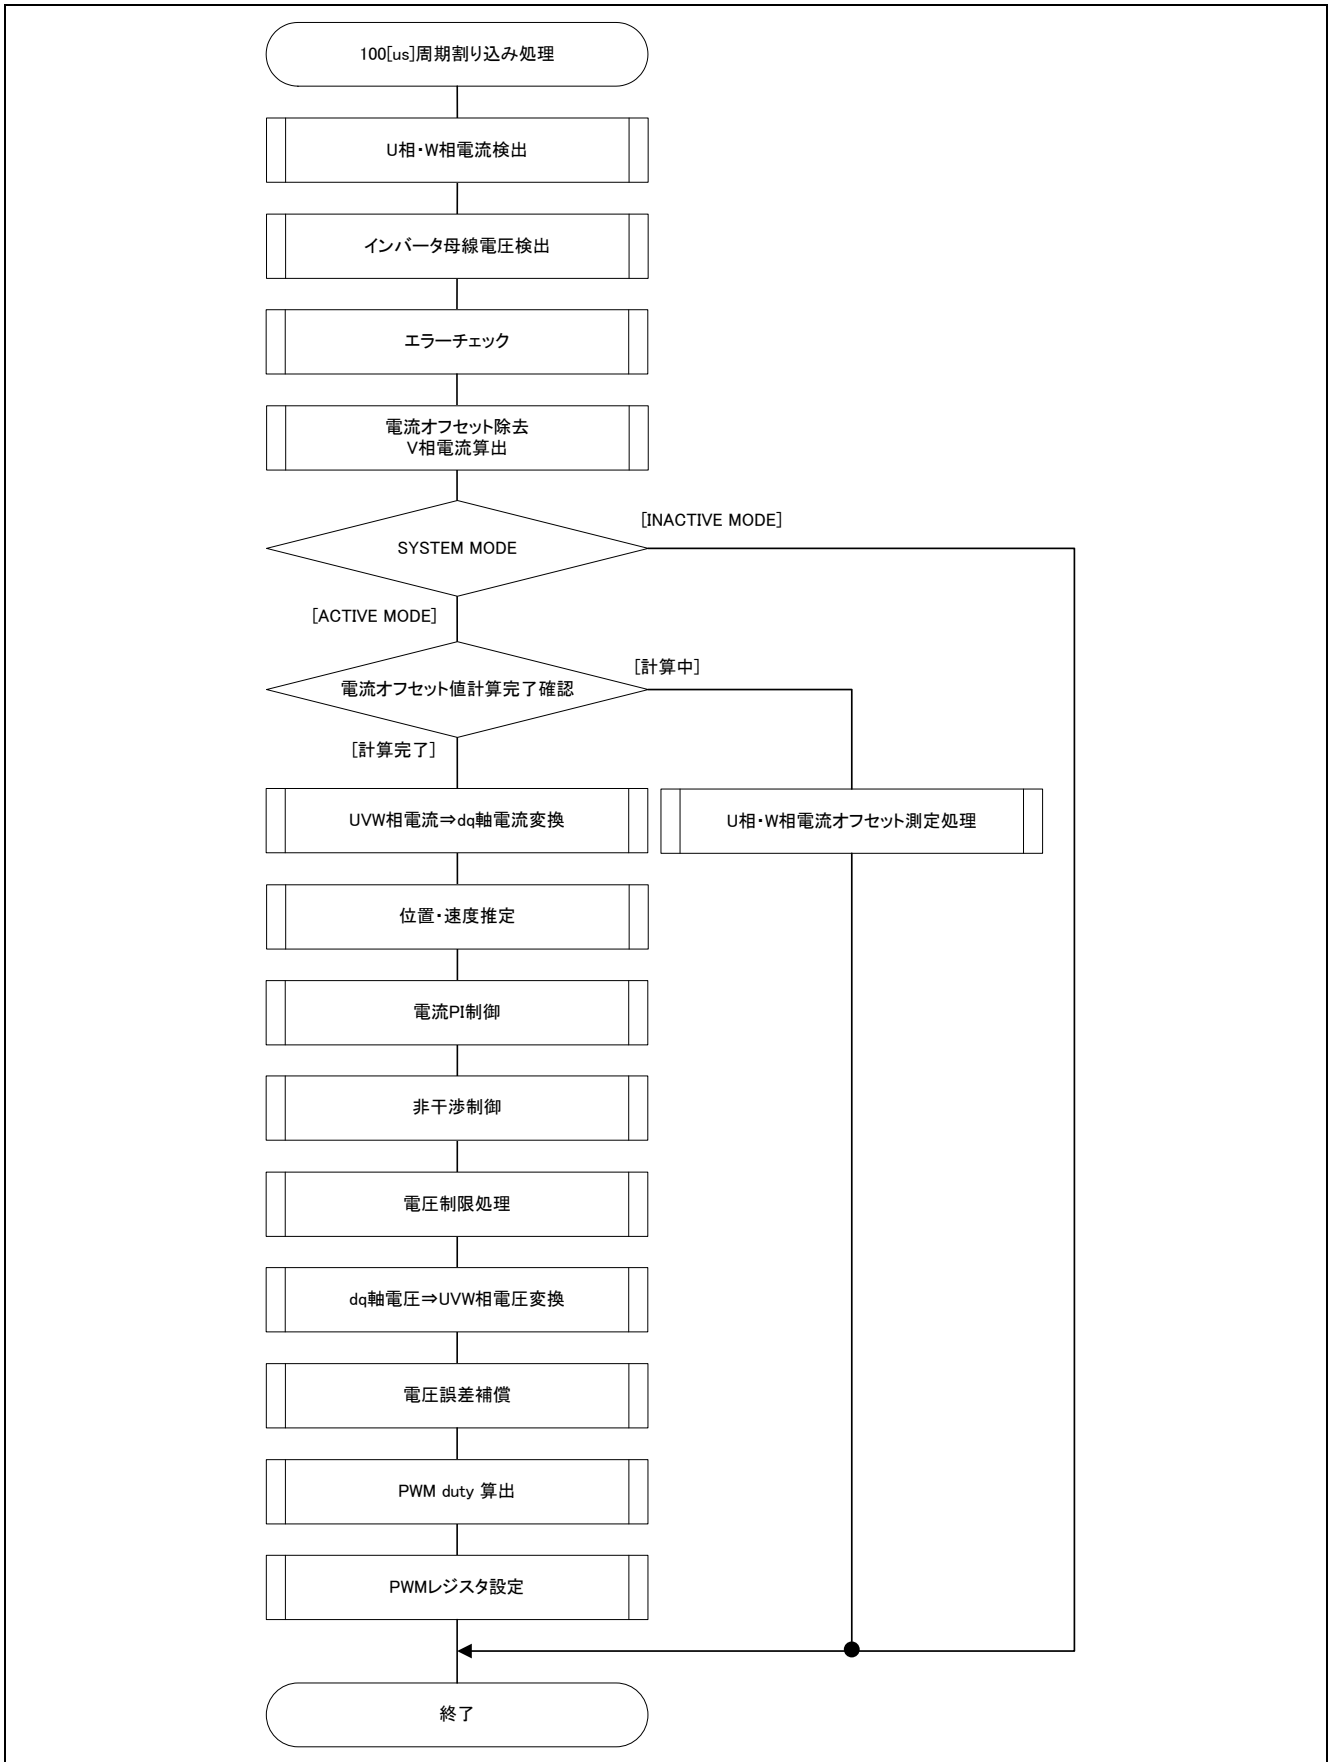 100[us]周期割り込み処理
U相・W相電流検出
インバータ母線電圧検出
エラーチェック
電流オフセット除去
V相電流算出
[INACTIVE MODE]
SYSTEM MODE
[ACTIVE MODE]
[計算中]
電流オフセット値計算完了確認
[計算完了]
UVW相電流⇒dq軸電流変換
U相・W相電流オフセット測定処理
位置・速度推定
電流PI制御
非干渉制御
電圧制限処理
dq軸電圧⇒UVW相電圧変換
電圧誤差補償
PWM duty 算出
PWMレジスタ設定
終了